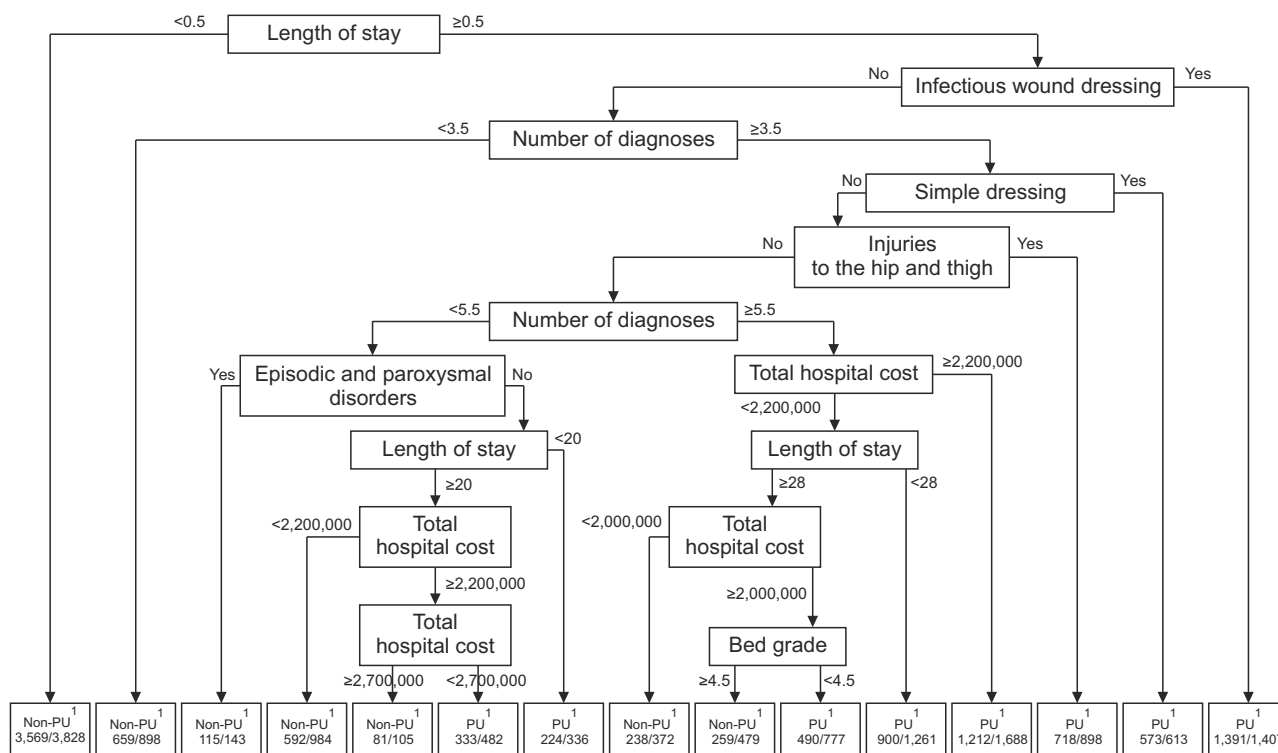 <0.5
Length of stay
≥0.5
No
Infectious wound dressing
Yes
<3.5
Number of diagnoses
≥3.5
No
Simple dressing
Yes
No
Injuries
to the hip and thigh
Yes
<5.5
Number of diagnoses
≥5.5
Yes
Episodic and paroxysmal
disorders
No
Total hospital cost
≥2,200,000
<2,200,000
Length of stay
<20
Length of stay
≥20
≥28
<28
<2,200,000
Total
hospital cost
<2,000,000
Total
hospital cost
≥2,200,000
≥2,000,000
Total
hospital cost
Bed grade
≥2,700,000
<2,700,000
≥4.5
<4.5
Non-PU1
3,569/3,828
Non-PU1
659/898
Non-PU1
115/143
Non-PU1
592/984
Non-PU1
81/105
PU1
333/482
PU1
224/336
Non-PU1
238/372
Non-PU1
259/479
PU1
490/777
PU1
900/1,261
PU1
1,212/1,688
PU1
718/898
PU1
573/613
PU1
1,391/1,40